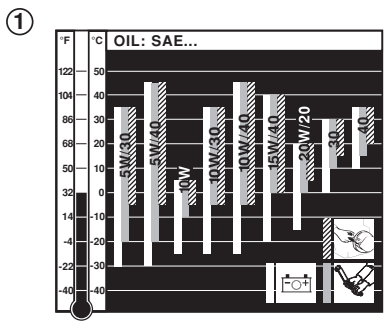 ①
°F °C OIL: SAE...
122 50
104 40
86 30
68 20
50 10
32 0
14 -10
-4 -20
-22 -30
-40 -40
5W/30
5W/40
10W
10W/30
10W/40
15W/40
20W/20
30
40
- +